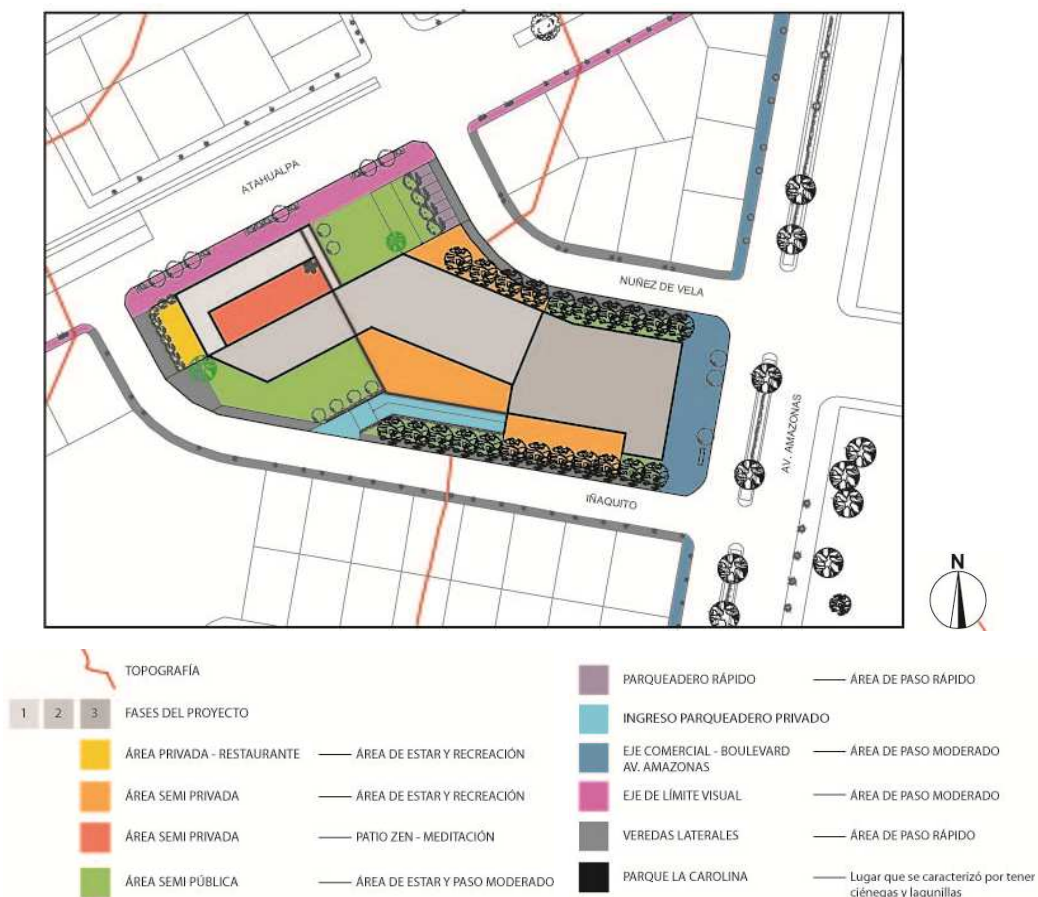 ATAHUALPA
NUÑEZ DE VELA
AV. AMAZONAS
IÑAQUITO
N
TOPOGRAFÍA
1 2 3 FASES DEL PROYECTO
ÁREA PRIVADA - RESTAURANTE ÁREA DE ESTAR Y RECREACIÓN
ÁREA SEMI PRIVADA ÁREA DE ESTAR Y RECREACIÓN
ÁREA SEMI PRIVADA PATIO ZEN - MEDITACIÓN
ÁREA SEMI PÚBLICA ÁREA DE ESTAR Y PASO MODERADO
PARQUEADERO RÁPIDO ÁREA DE PASO RÁPIDO
INGRESO PARQUEADERO PRIVADO
EJE COMERCIAL - BOULEVARD ÁREA DE PASO MODERADO
AV. AMAZONAS
EJE DE LÍMITE VISUAL ÁREA DE PASO MODERADO
VEREDAS LATERALES ÁREA DE PASO RÁPIDO
PARQUE LA CAROLINA Lugar que se caracterizó por tener
ciénegas y lagunillas